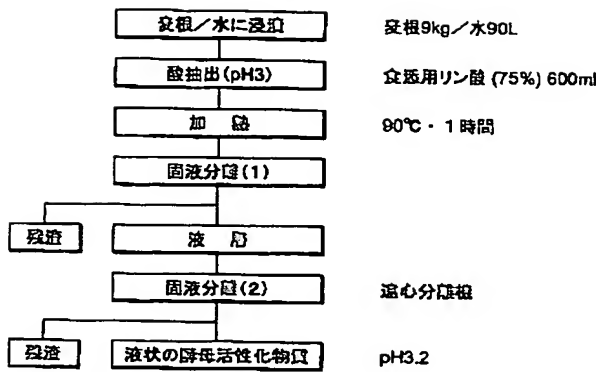 麦根／水に浸漬 麦根9kg／水90L
酸抽出(pH3) 食添用リン酸 (75%) 600ml
加 熱 90℃・1時間
固液分離(1)
残渣 液
固液分離(2) 遠心分離機
残渣 液状の酵母活性化物質 pH3.2